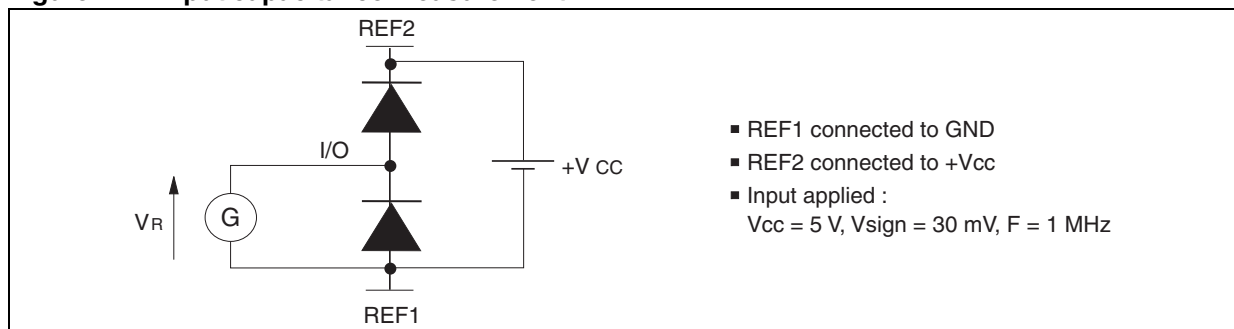 REF2
I/O
+V CC
VR
G
REF1
■ REF1 connected to GND
■ REF2 connected to +Vcc
■ Input applied :
Vcc = 5 V, Vsign = 30 mV, F = 1 MHz